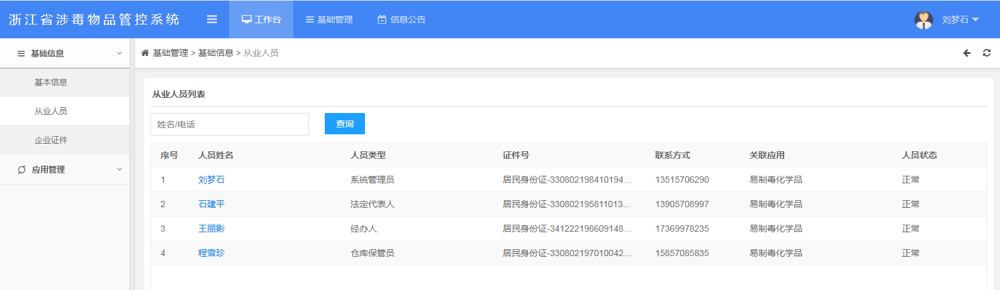 浙江省涉毒物品管控系统 工作台 基础管理 信息公告 刘梦石
基础信息
基本信息
从业人员
企业证件
应用管理
基础管理 > 基础信息 > 从业人员
从业人员列表
姓名/电话 查询
序号 人员姓名 人员类型 证件号 联系方式 关联应用 人员状态
1 刘梦石 系统管理员 居民身份证-330802198410194... 13515706290 易制毒化学品 正常
2 石建平 法定代表人 居民身份证-330802195811013... 13905708997 易制毒化学品 正常
3 王丽影 经办人 居民身份证-341222198609148... 17369978235 易制毒化学品 正常
4 程雪珍 仓库保管员 居民身份证-330802197010042... 15857085835 易制毒化学品 正常